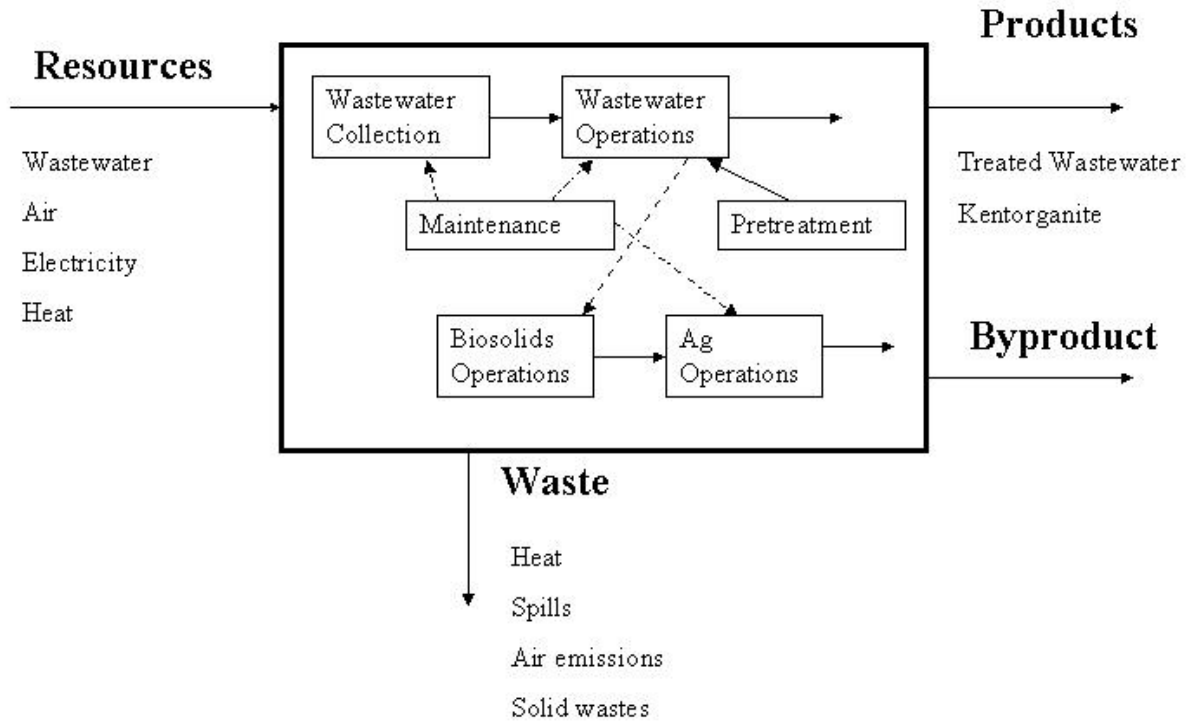 Products
Resources
Wastewater
Collection
Wastewater
Operations
Wastewater
Air
Electricity
Heat
Maintenance
Pretreatment
Treated Wastewater
Kentorganite
Biosolids
Operations
Ag
Operations
Byproduct
Waste
Heat
Spills
Air emissions
Solid wastes